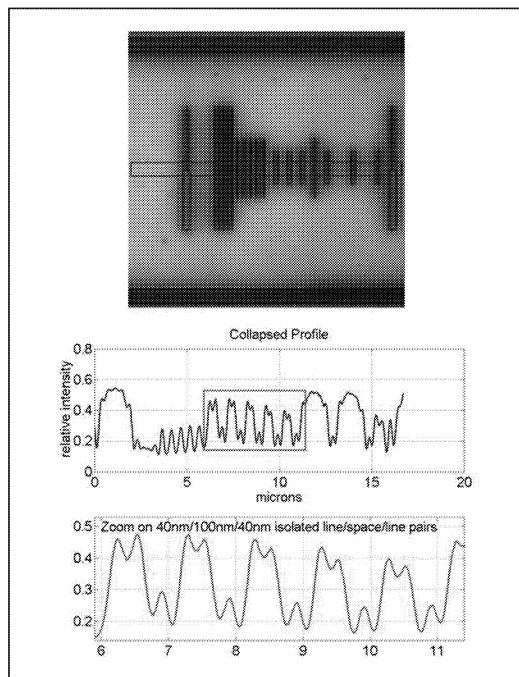 Collapsed Profile
0.8
0.6
0.4
0.2
0
relative intensity
0 5 10 15 20
microns
Zoom on 40nm/100nm/40nm isolated line/space/line pairs
0.5
0.4
0.3
0.2
6 7 8 9 10 11